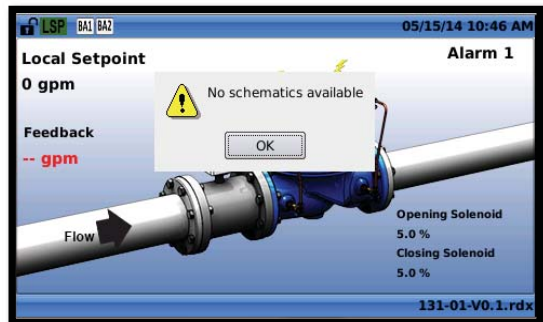 LSP BA1 BA2 05/15/14 10:46 AM
Local Setpoint
0 gpm
Alarm 1
No schematics available
OK
Feedback
-- gpm
Flow
Opening Solenoid
5.0 %
Closing Solenoid
5.0 %
131-01-V0.1.rdx